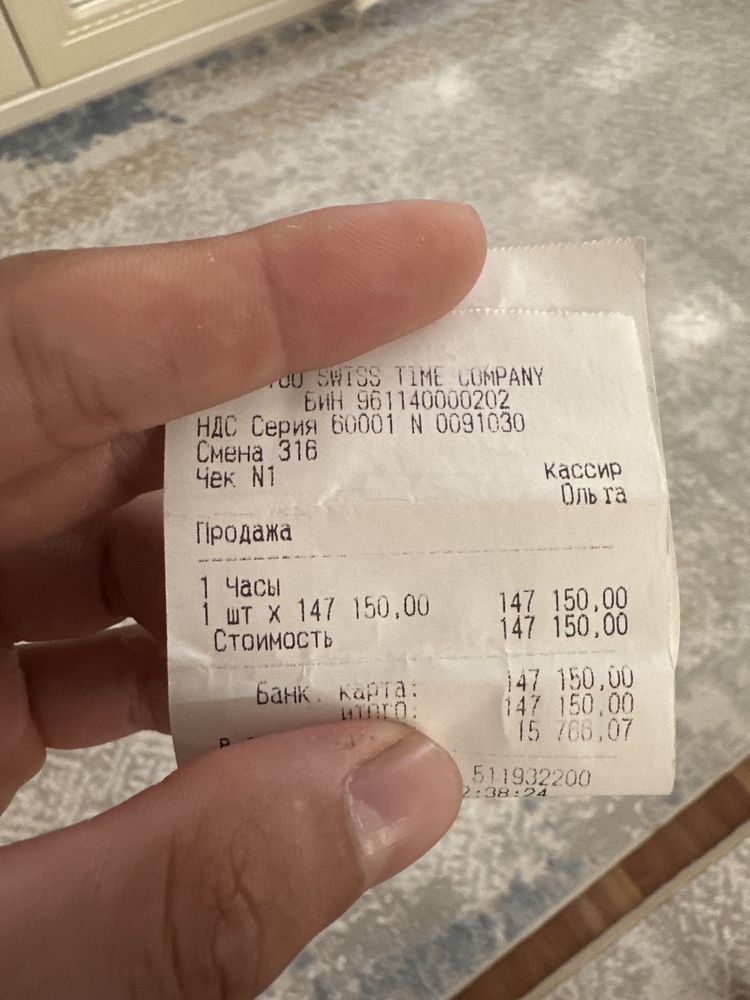 SWISS TIME COMPANY
БИН 961140000202
НДС Серия 60001 N 0091030
Смена 316
Чек N1
Кассир
Ольга
Продажа
1 Часы
1 шт x 147 150,00 147 150,00
Стоимость 147 150,00
Банк. карта: 147 150,00
ИТОГО: 147 150,00
15 766,07
511932200
2:38:24